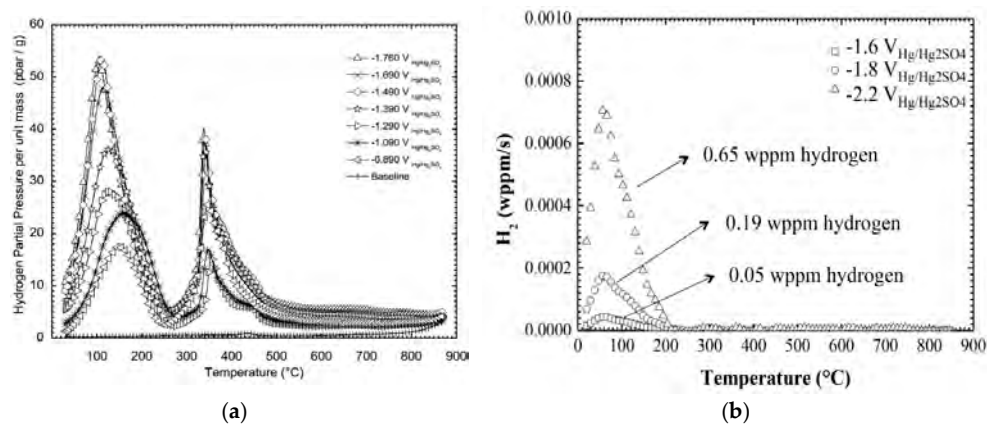 Hydrogen Partial Pressure per unit mass (pbar / g)
60
50
40
30
20
10
0
100 200 300 400 500 600 700 800 900
Temperature (°C)
-1.760 V
-1.690 V
-1.490 V
-1.390 V
-1.290 V
-1.090 V
-0.890 V
Baseline
(a)
H2 (wppm/s)
0.0010
0.0008
0.0006
0.0004
0.0002
0.0000
0 100 200 300 400 500 600 700 800 900
Temperature (°C)
-1.6 VHg/Hg2SO4
-1.8 VHg/Hg2SO4
-2.2 VHg/Hg2SO4
0.65 wppm hydrogen
0.19 wppm hydrogen
0.05 wppm hydrogen
(b)